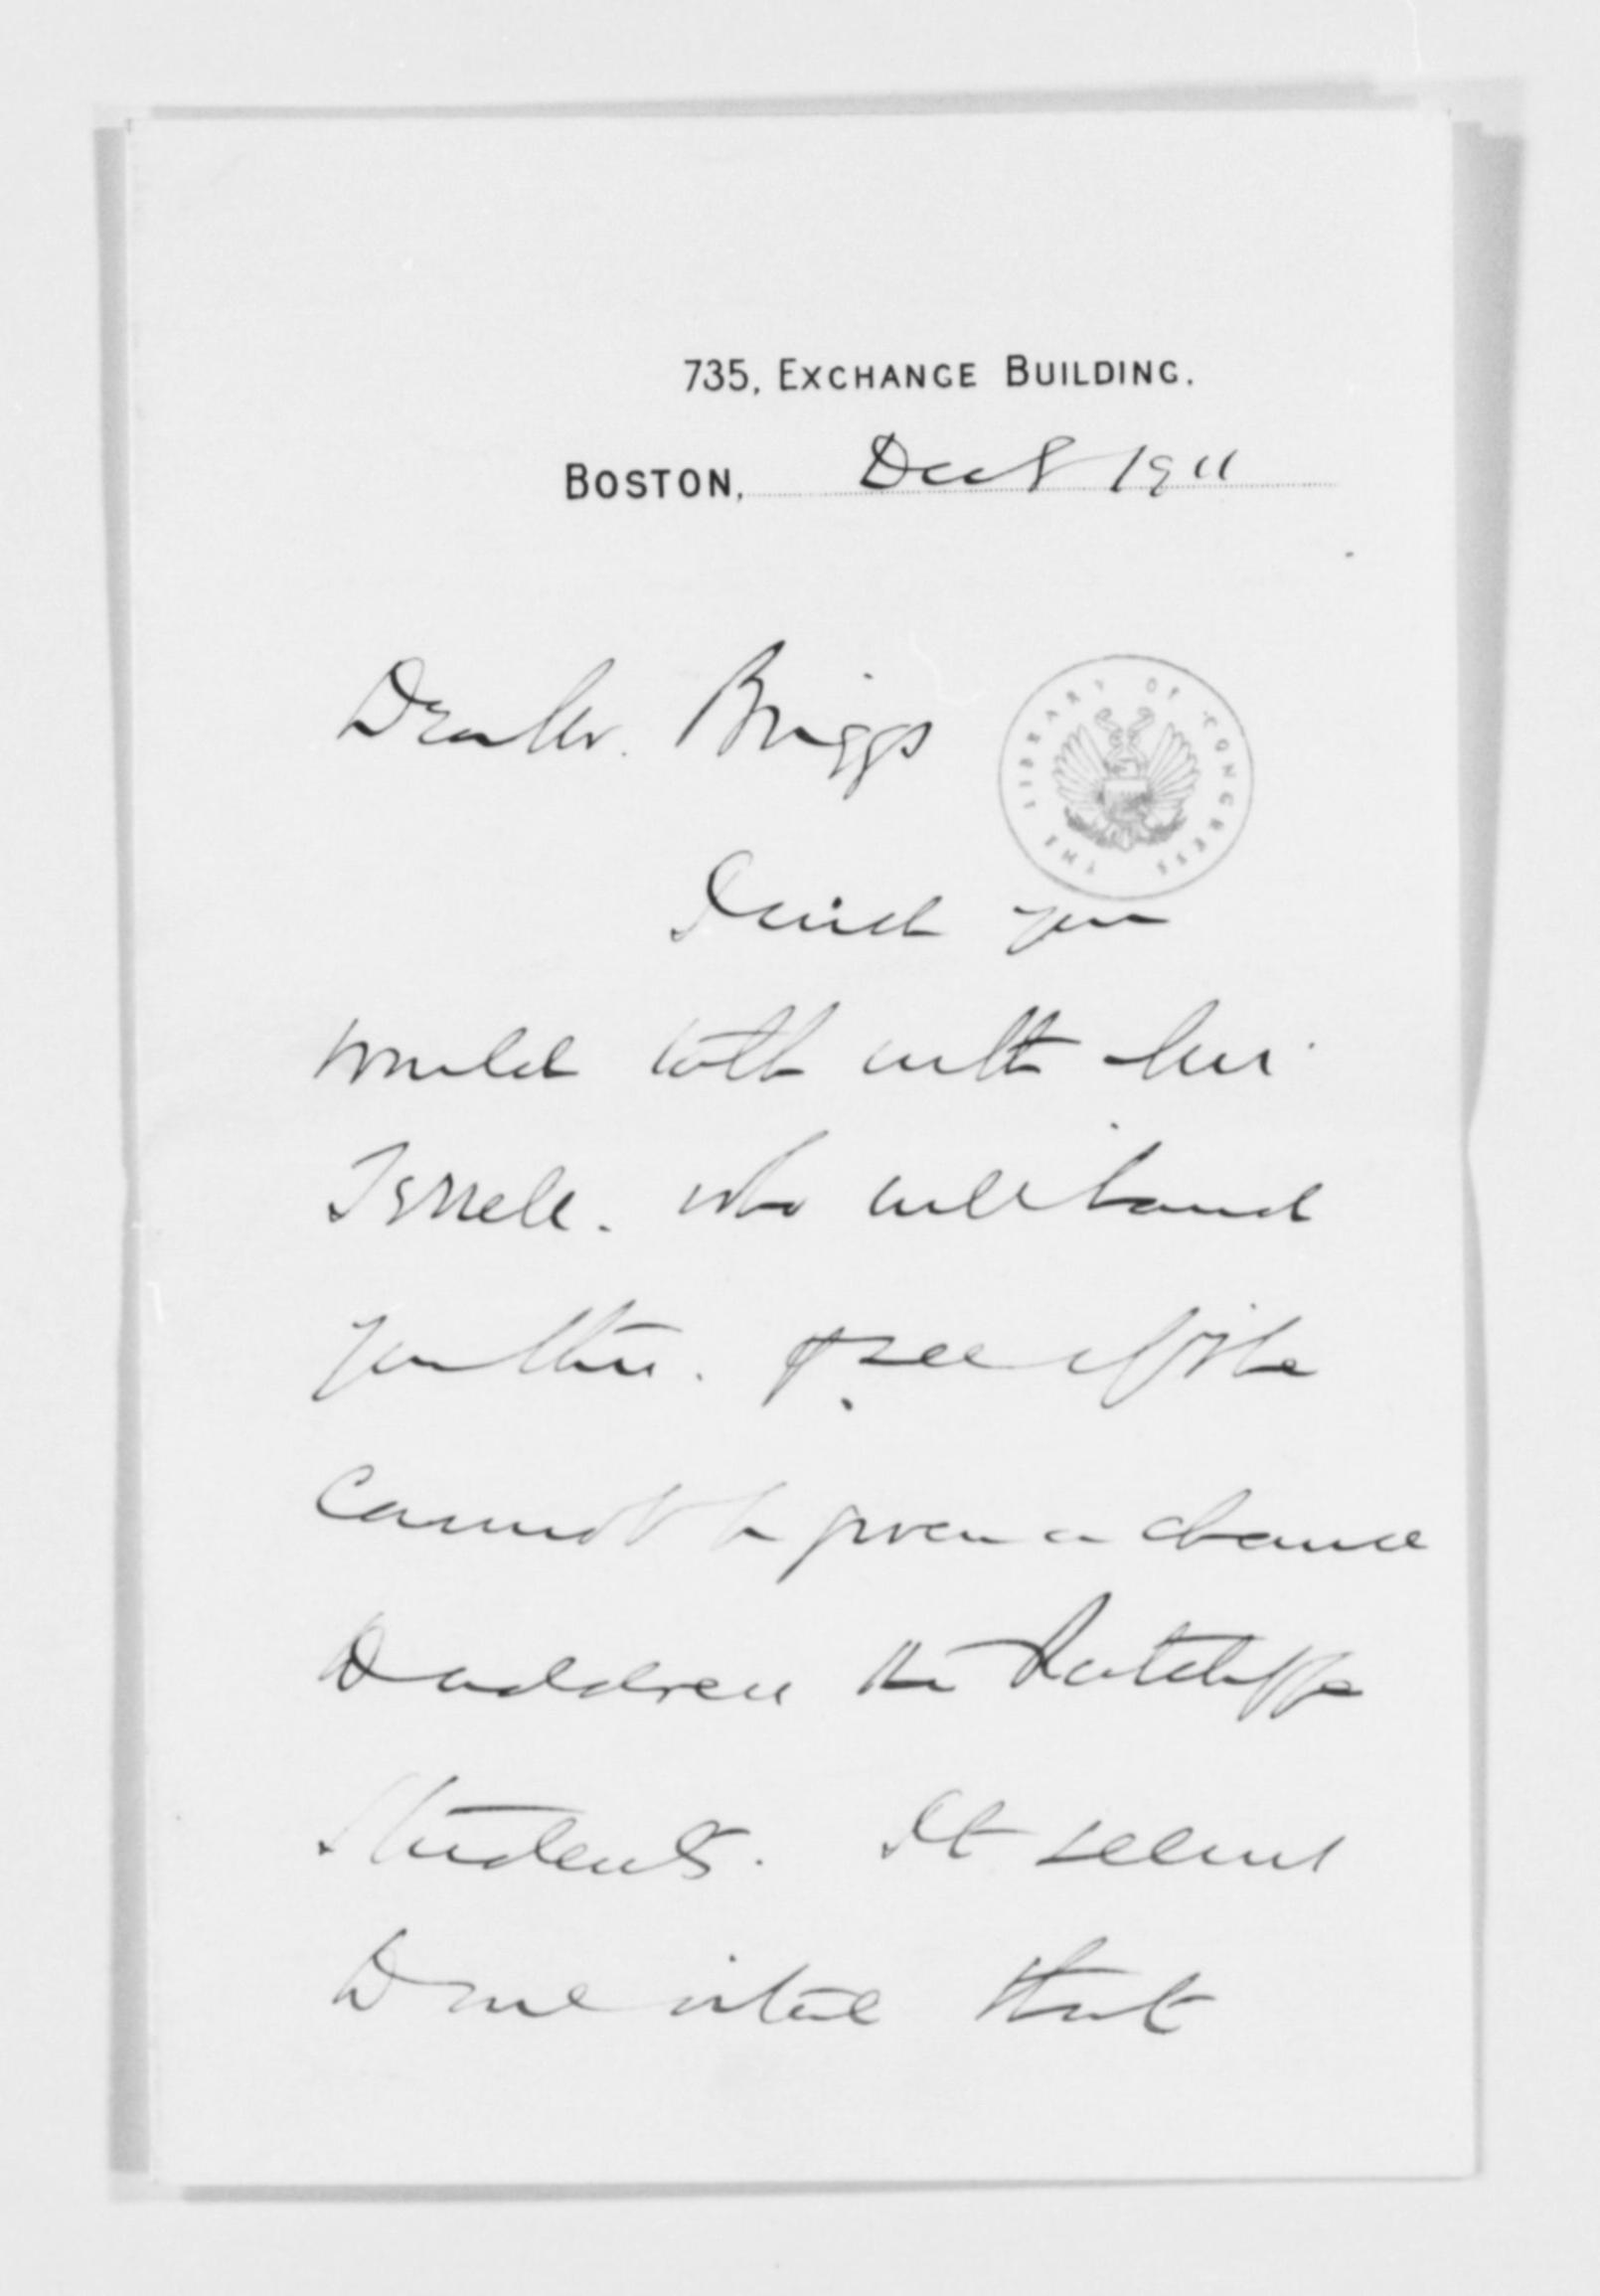 735, EXCHANGE BUILDING.
BOSTON, Dec 8 1911
Dear Mr. Briggs
THE LIBRARY OF CONGRESS
I wish you
would talk with Mrs.
Terrell. who will hand
you this. & see if she
cannot be given a chance
to address the Ratcliffe
students. It seems
to me vital that